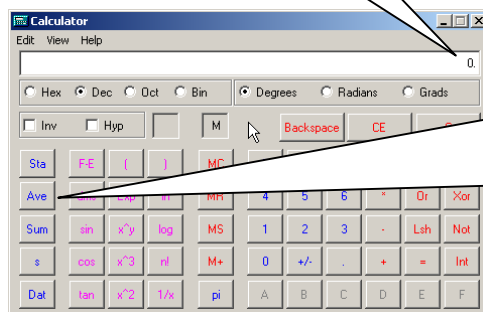 Calculator
Edit View Help
0.
Hex Dec Oct Bin Degrees Radians Grads
Inv Hyp M Backspace CE
Sta F-E ( ) MC
Ave MR 4 5 6 * Or Xor
Sum sin x^y log MS 1 2 3 - Lsh Not
s cos x^3 n! M+ 0 +/- . + = Int
Dat tan x^2 1/x pi A B C D E F